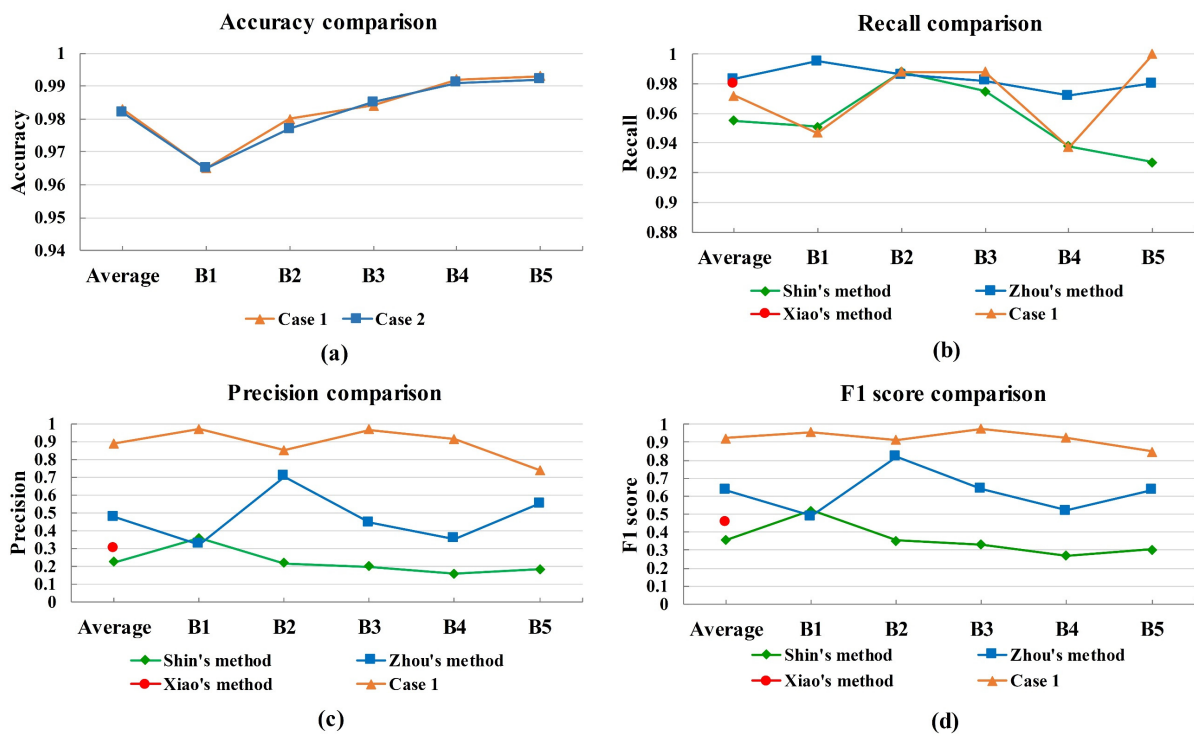 Accuracy comparison
1
0.99
0.98
0.97
0.96
0.95
0.94
Accuracy
Average B1 B2 B3 B4 B5
Case 1 Case 2
(a)
Recall comparison
1
0.98
0.96
0.94
0.92
0.9
0.88
Recall
Average B1 B2 B3 B4 B5
Shin's method Zhou's method
Xiao's method Case 1
(b)
Precision comparison
1
0.9
0.8
0.7
0.6
0.5
0.4
0.3
0.2
0.1
0
Precision
Average B1 B2 B3 B4 B5
Shin's method Zhou's method
Xiao's method Case 1
(c)
F1 score comparison
1
0.9
0.8
0.7
0.6
0.5
0.4
0.3
0.2
0.1
0
F1 score
Average B1 B2 B3 B4 B5
Shin's method Zhou's method
Xiao's method Case 1
(d)